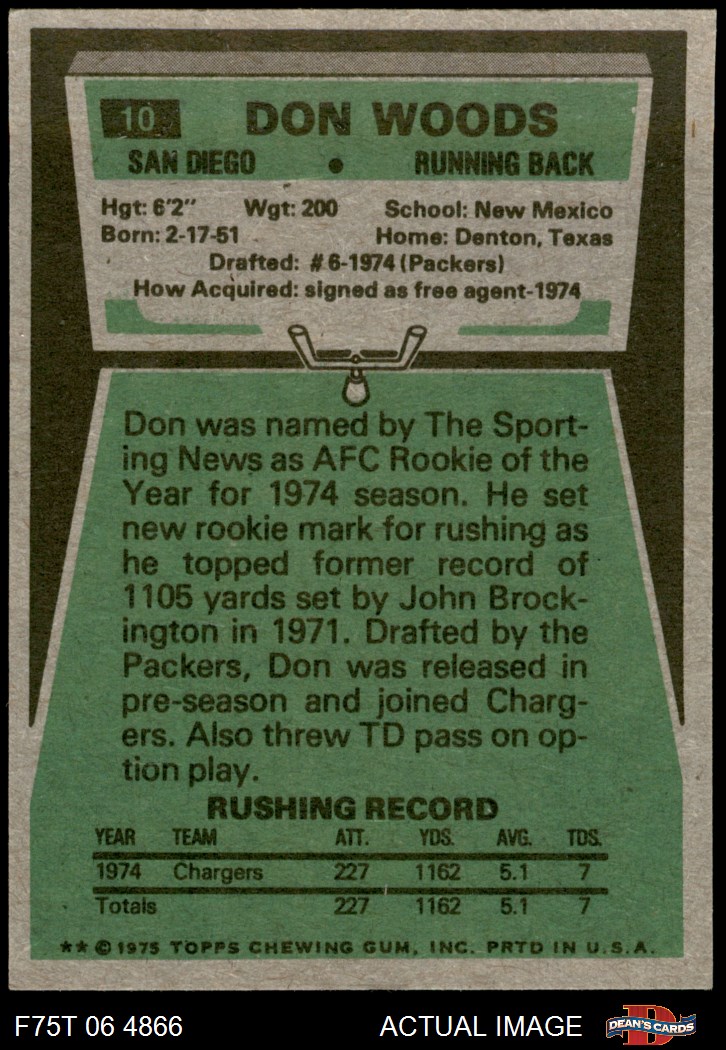 10 DON WOODS
SAN DIEGO • RUNNING BACK
Hgt: 6'2" Wgt: 200 School: New Mexico
Born: 2-17-51 Home: Denton, Texas
Drafted: #6-1974 (Packers)
How Acquired: signed as free agent-1974
Don was named by The Sport-
ing News as AFC Rookie of the
Year for 1974 season. He set
new rookie mark for rushing as
he topped former record of
1105 yards set by John Brock-
ington in 1971. Drafted by the
Packers, Don was released in
pre-season and joined Charg-
ers. Also threw TD pass on op-
tion play.
RUSHING RECORD
YEAR TEAM ATT. YDS. AVG. TDS.
1974 Chargers 227 1162 5.1 7
Totals 227 1162 5.1 7
** © 1975 TOPPS CHEWING GUM, INC. PRTD IN U.S.A.
F75T 06 4866 ACTUAL IMAGE D DEAN'S CARDS